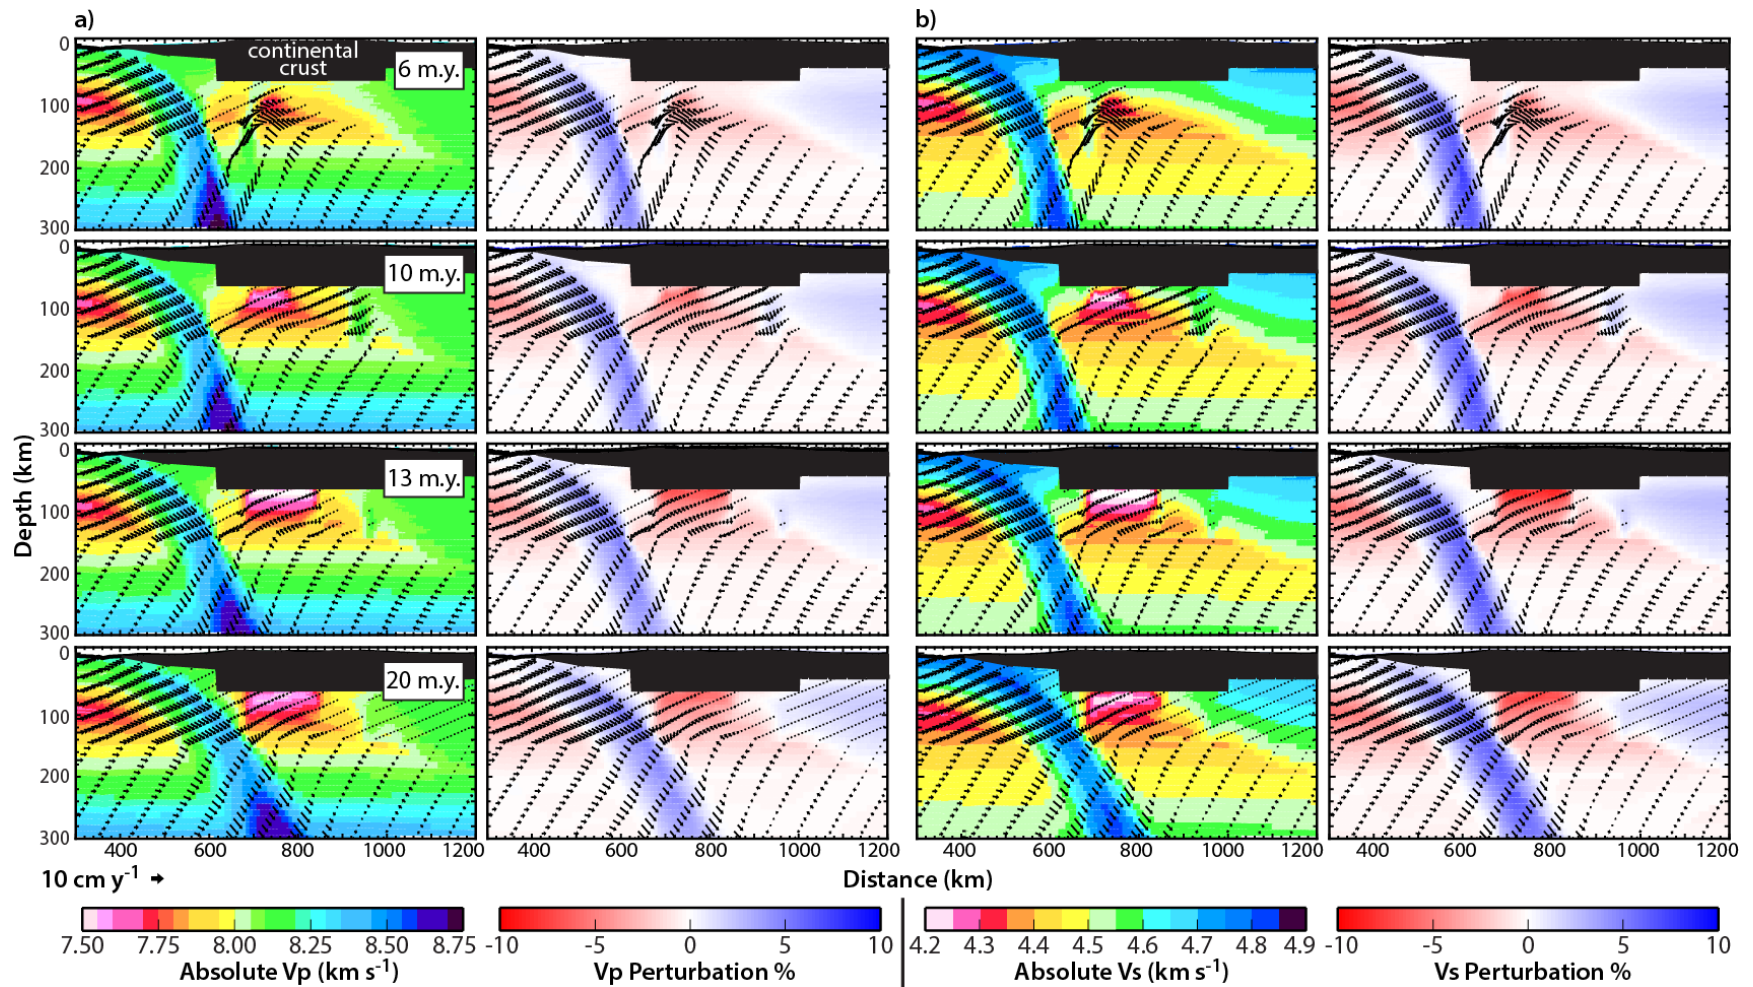 a)
b)
continental
crust
6 m.y.
0
100
200
300
10 m.y.
0
100
200
300
13 m.y.
0
100
200
300
20 m.y.
0
100
200
300
Depth (km)
400 600 800 1000 1200
400 600 800 1000 1200
400 600 800 1000 1200
400 600 800 1000 1200
10 cm y⁻¹
Distance (km)
7.50 7.75 8.00 8.25 8.50 8.75
Absolute Vp (km s⁻¹)
-10 -5 0 5 10
Vp Perturbation %
4.2 4.3 4.4 4.5 4.6 4.7 4.8 4.9
Absolute Vs (km s⁻¹)
-10 -5 0 5 10
Vs Perturbation %